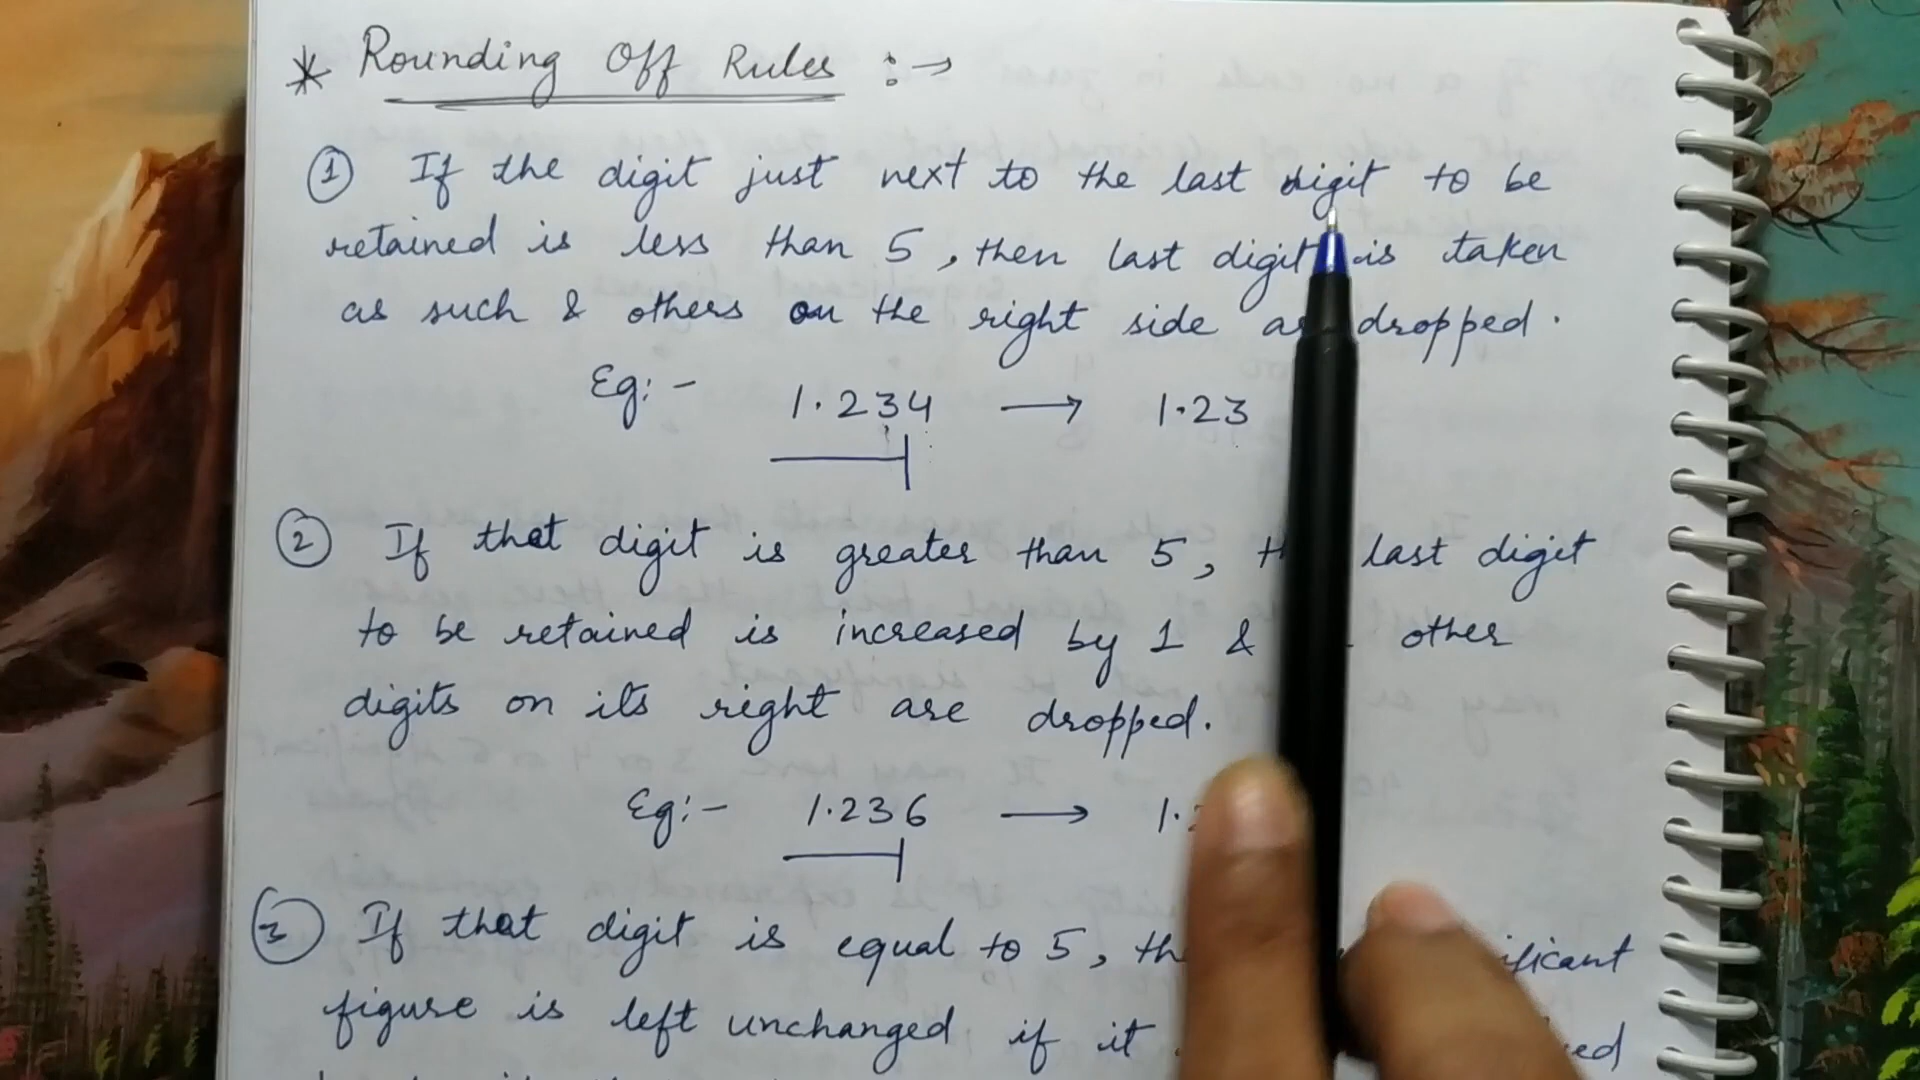 * Rounding Off Rules :→
① If the digit just next to the last digit to be
retained is less than 5, then last digit is taken
as such & others on the right side dropped.
Eg:- 1.234 → 1.23
② If that digit is greater than 5, last digit
to be retained is increased by 1 & other
digits on its right are dropped.
Eg:- 1.236 → 1.
③ If that digit is equal to 5,
figure is left unchanged if it